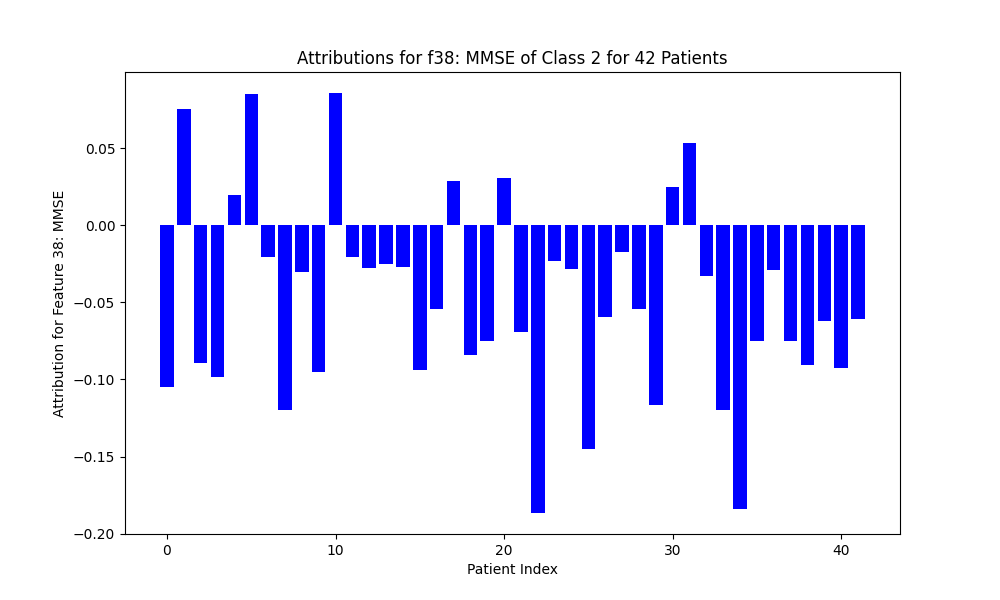 Attributions for f38: MMSE of Class 2 for 42 Patients
Attribution for Feature 38: MMSE
0.05
0.00
−0.05
−0.10
−0.15
−0.20
0 10 20 30 40
Patient Index